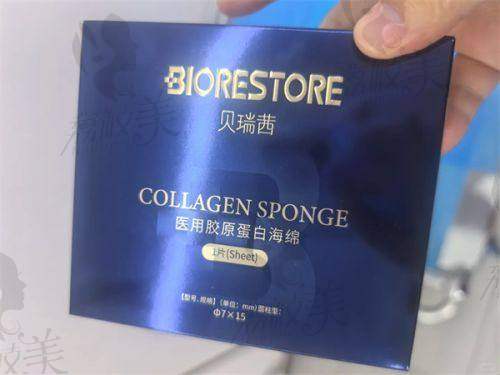 BIORESTORE
贝瑞茜
COLLAGEN SPONGE
医用胶原蛋白海绵
1片(Sheet)
【型号、规格】(单位:mm)圆柱型:
Φ7×15